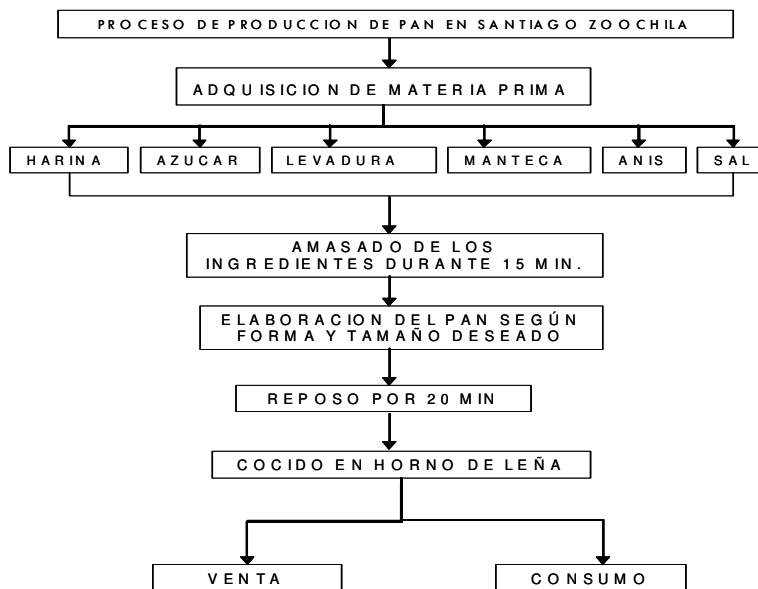 PROCESO DE PRODUCCION DE PAN EN SANTIAGO ZOOCHILA
ADQUISICION DE MATERIA PRIMA
HARINA
AZUCAR
LEVADURA
MANTECA
ANIS
SAL
AMASADO DE LOS
INGREDIENTES DURANTE 15 MIN.
ELABORACION DEL PAN SEGÚN
FORMA Y TAMAÑO DESEADO
REPOSO POR 20 MIN
COCIDO EN HORNO DE LEÑA
VENTA
CONSUMO